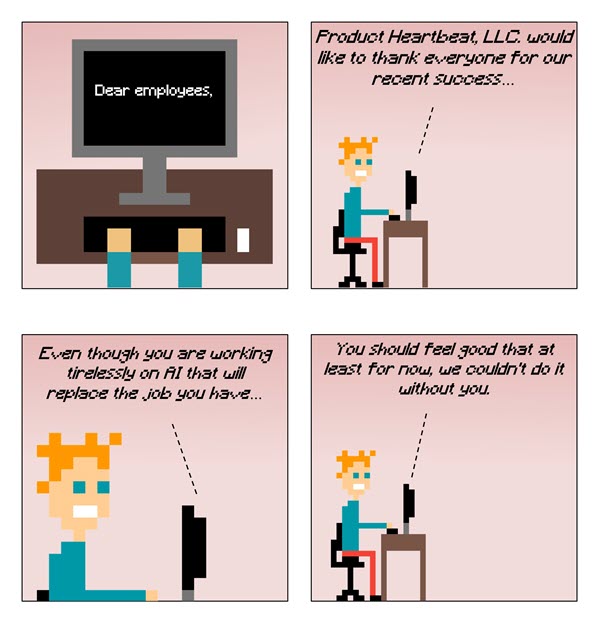 Dear employees,
Product Heartbeat, LLC. would
like to thank everyone for our
recent success...
Even though you are working
tirelessly on AI that will
replace the job you have...
You should feel good that at
least for now, we couldn't do it
without you.